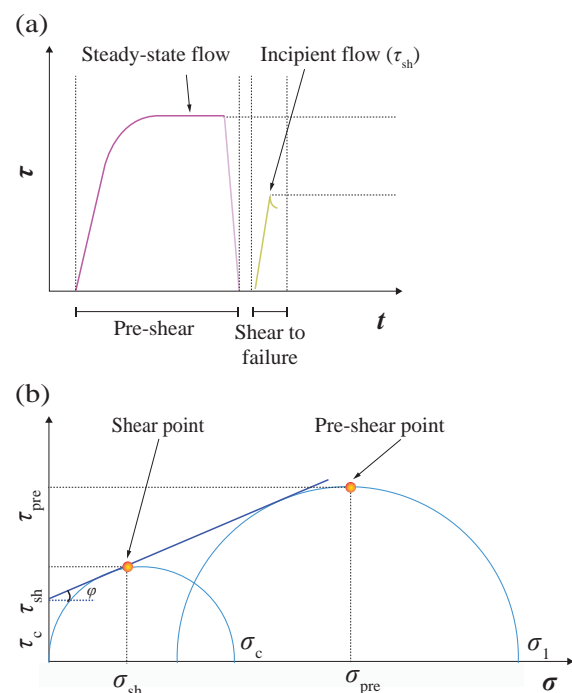 (a)
Steady-state flow
Incipient flow (τsh)
τ
t
Pre-shear
Shear to
failure
(b)
Shear point
Pre-shear point
τpre
τsh
φ
τc
σc
σ1
σsh
σpre
σ